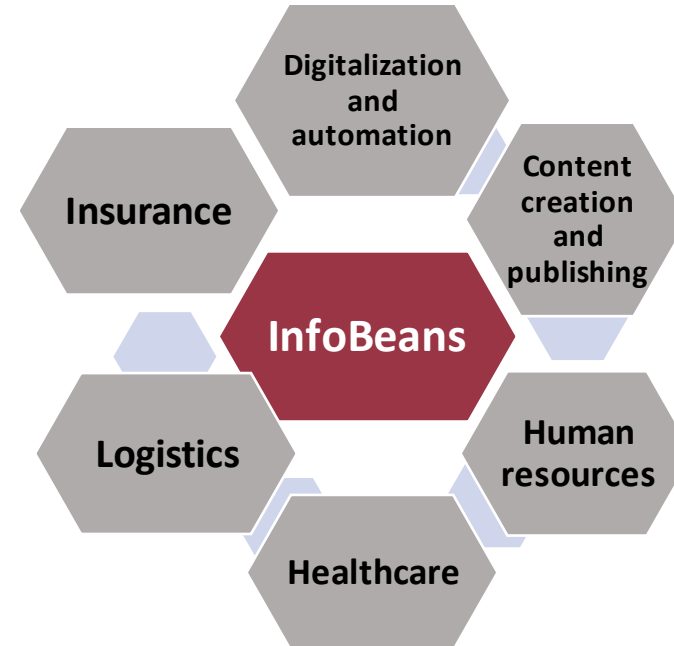 Digitalization
and
automation
Content
creation
and
publishing
Insurance
InfoBeans
Human
resources
Logistics
Healthcare